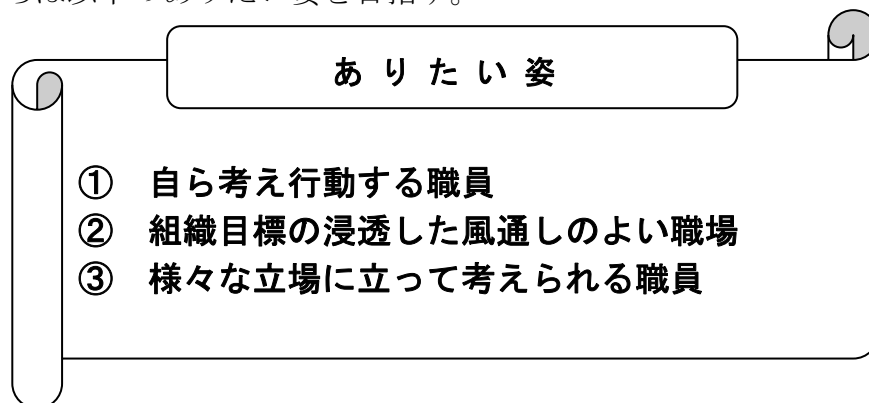 ありたい姿
① 自ら考え行動する職員
② 組織目標の浸透した風通しのよい職場
③ 様々な立場に立って考えられる職員